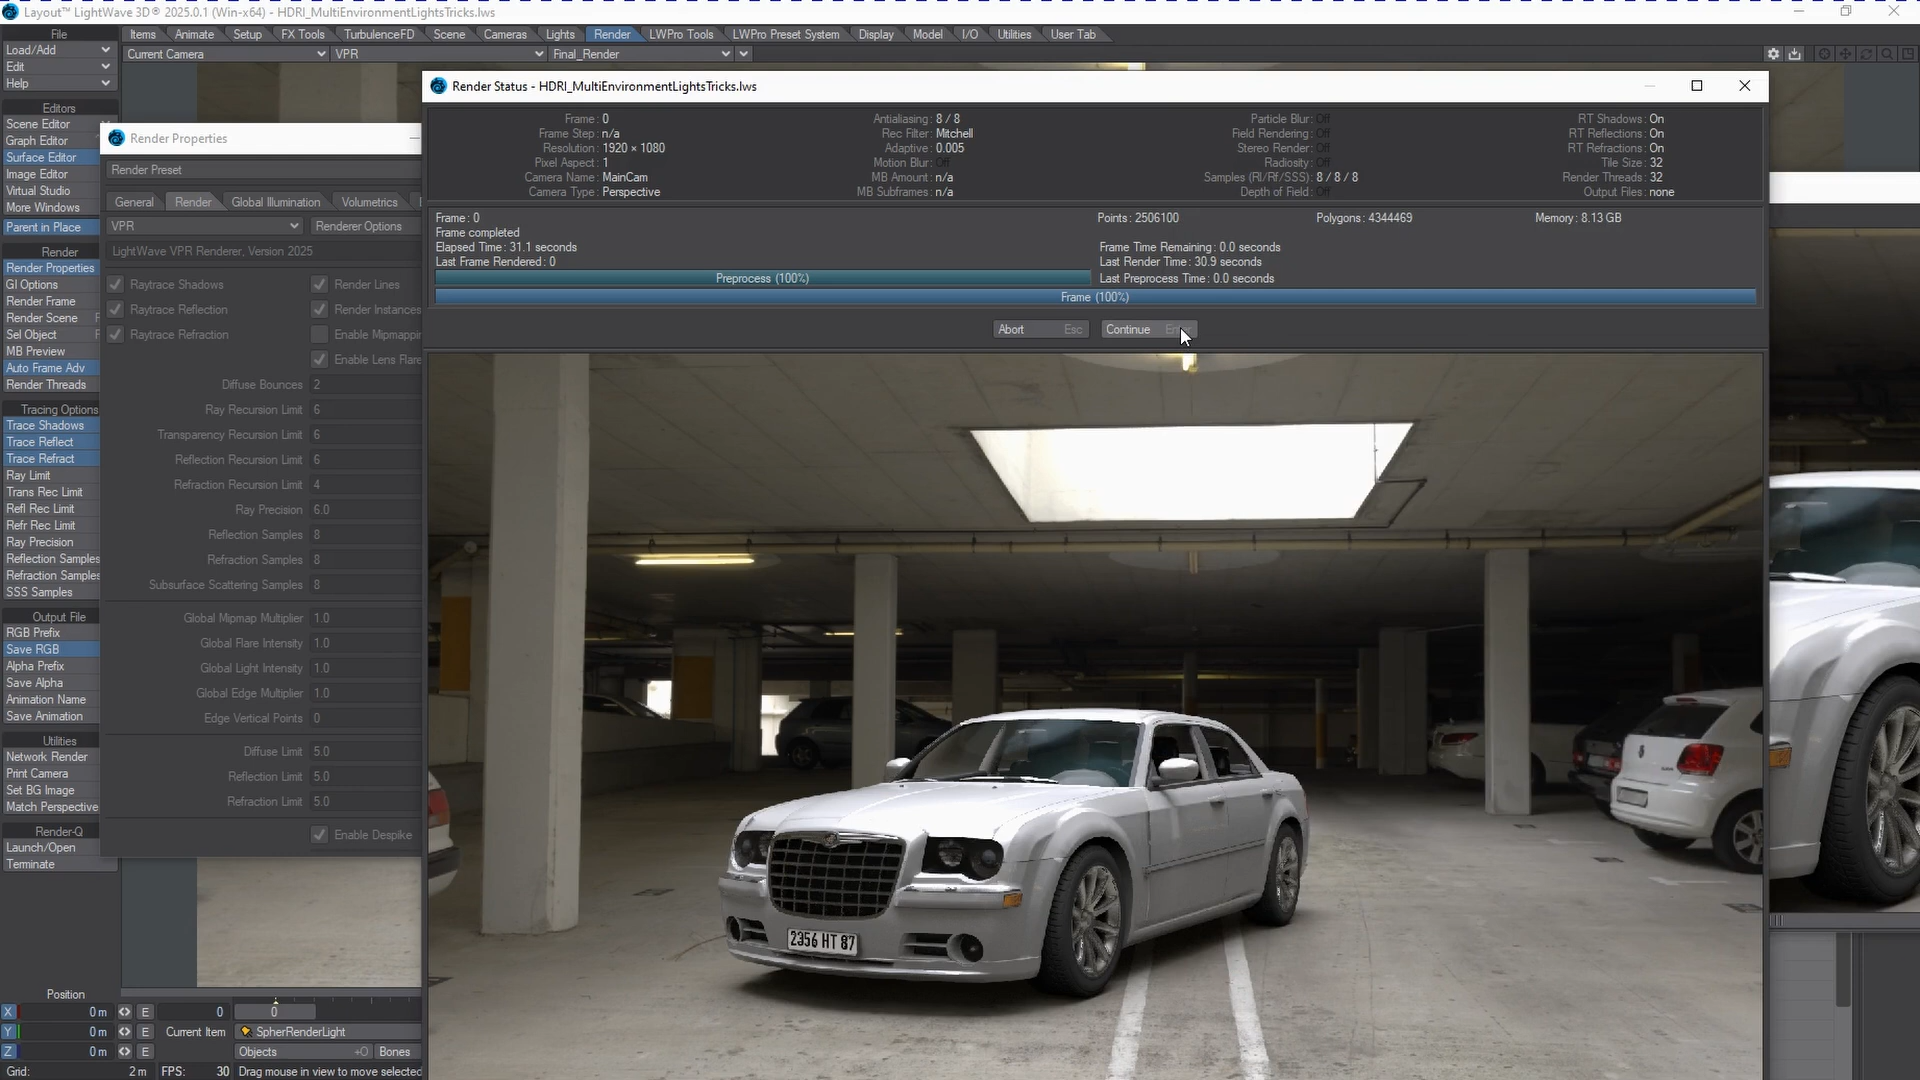 Layout™ LightWave 3D® 2025.0.1 (Win-x64) - HDRI_MultiEnvironmentLightsTricks.lws
File
Items Animate Setup FX Tools TurbulenceFD Scene Cameras Lights Render LWPro Tools LWPro Preset System Display Model I/O Utilities User Tab
Load/Add
Edit
Help
Current Camera VPR Final_Render
Editors
Scene Editor
Graph Editor
Surface Editor
Image Editor
Virtual Studio
More Windows
Parent in Place
Render
Render Properties
GI Options
Render Frame
Render Scene F
Sel Object F
MB Preview
Auto Frame Adv
Render Threads
Tracing Options
Trace Shadows
Trace Reflect
Trace Refract
Ray Limit
Trans Rec Limit
Refl Rec Limit
Refr Rec Limit
Ray Precision
Reflection Samples
Refraction Samples
SSS Samples
Output File
RGB Prefix
Save RGB
Alpha Prefix
Save Alpha
Animation Name
Save Animation
Utilities
Network Render
Print Camera
Set BG Image
Match Perspective
Render-Q
Launch/Open
Terminate
Render Properties
Render Preset
General Render Global Illumination Volumetrics
VPR Renderer Options
LightWave VPR Renderer, Version 2025
Raytrace Shadows Render Lines
Raytrace Reflection Render Instances
Raytrace Refraction Enable Mipmappin
Enable Lens Flare
Diffuse Bounces 2
Ray Recursion Limit 6
Transparency Recursion Limit 6
Reflection Recursion Limit 6
Refraction Recursion Limit 4
Ray Precision 6.0
Reflection Samples 8
Refraction Samples 8
Subsurface Scattering Samples 8
Global Mipmap Multiplier 1.0
Global Flare Intensity 1.0
Global Light Intensity 1.0
Global Edge Multiplier 1.0
Edge Vertical Points 0
Diffuse Limit 5.0
Reflection Limit 5.0
Refraction Limit 5.0
Enable Despike
Render Status - HDRI_MultiEnvironmentLightsTricks.lws
Frame: 0 Antialiasing: 8 / 8 Particle Blur: Off RT Shadows: On
Frame Step: n/a Rec Filter: Mitchell Field Rendering: Off RT Reflections: On
Resolution: 1920 × 1080 Adaptive: 0.005 Stereo Render: Off RT Refractions: On
Pixel Aspect: 1 Motion Blur: Off Radiosity: Off Tile Size: 32
Camera Name: MainCam MB Amount: n/a Samples (Rl/Rf/SSS): 8 / 8 / 8 Render Threads: 32
Camera Type: Perspective MB Subframes: n/a Depth of Field: Off Output Files: none
Frame: 0 Points: 2506100 Polygons: 4344469 Memory: 8.13 GB
Frame completed
Elapsed Time: 31.1 seconds Frame Time Remaining: 0.0 seconds
Last Frame Rendered: 0 Last Render Time: 30.9 seconds
Preprocess (100%) Last Preprocess Time: 0.0 seconds
Frame (100%)
Abort Esc Continue
2356 HT 87
Position
X 0 m E 0 0
Y 0 m E Current Item SpherRenderLight
Z 0 m E Objects +O Bones
Grid: 2 m FPS: 30 Drag mouse in view to move selected